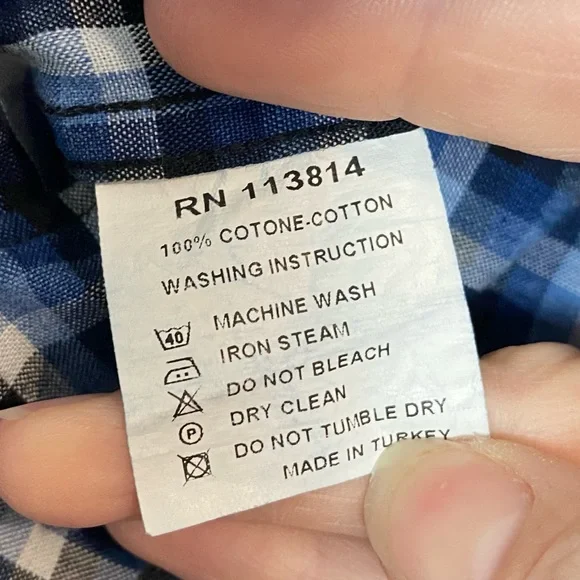 RN 113814
100% COTONE-COTTON
WASHING INSTRUCTION
40 MACHINE WASH
IRON STEAM
DO NOT BLEACH
P DRY CLEAN
DO NOT TUMBLE DRY
MADE IN TURKEY